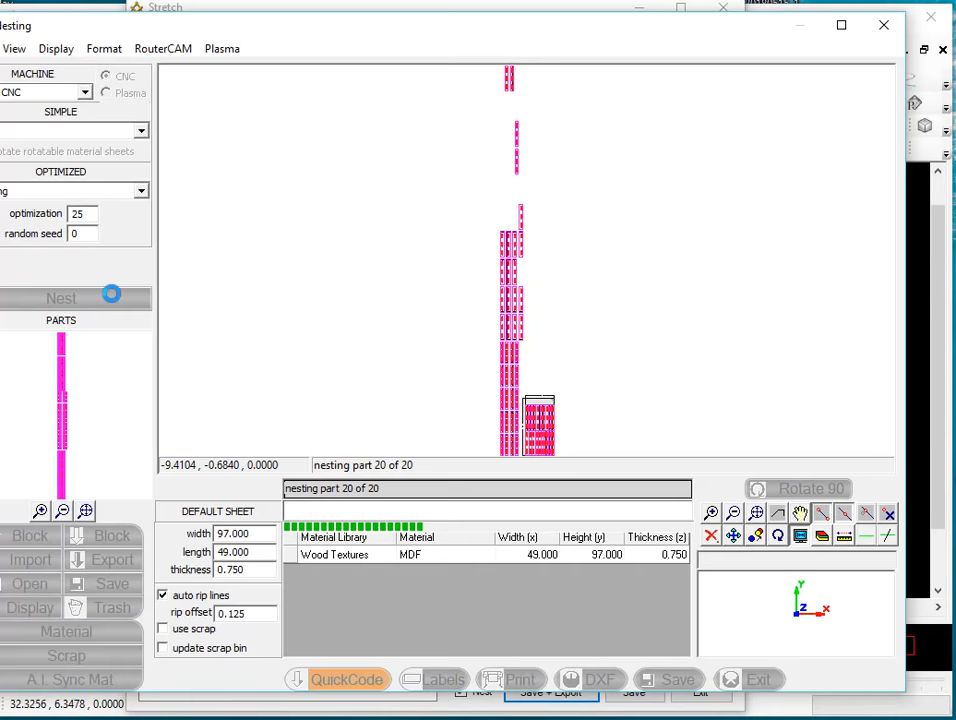 Stretch
esting
View Display Format RouterCAM Plasma
MACHINE
CNC
CNC
Plasma
SIMPLE
otate rotatable material sheets
OPTIMIZED
ng
optimization 25
random seed 0
Nest
PARTS
-9.4104 , -0.6840 , 0.0000
nesting part 20 of 20
nesting part 20 of 20
Rotate 90
Block
Block
Import
Export
Open
Save
Display
Trash
Material
Scrap
A.I. Sync Mat
DEFAULT SHEET
width 97.000
length 49.000
thickness 0.750
auto rip lines
rip offset 0.125
use scrap
update scrap bin
Material Library Material Width (x) Height (y) Thickness (z)
Wood Textures MDF 49.000 97.000 0.750
Y
Z
X
QuickCode
Labels
Print
DXF
Save
Exit
32.3256 , 6.3478 , 0.0000
Nest
Save + Export
Save
Exit